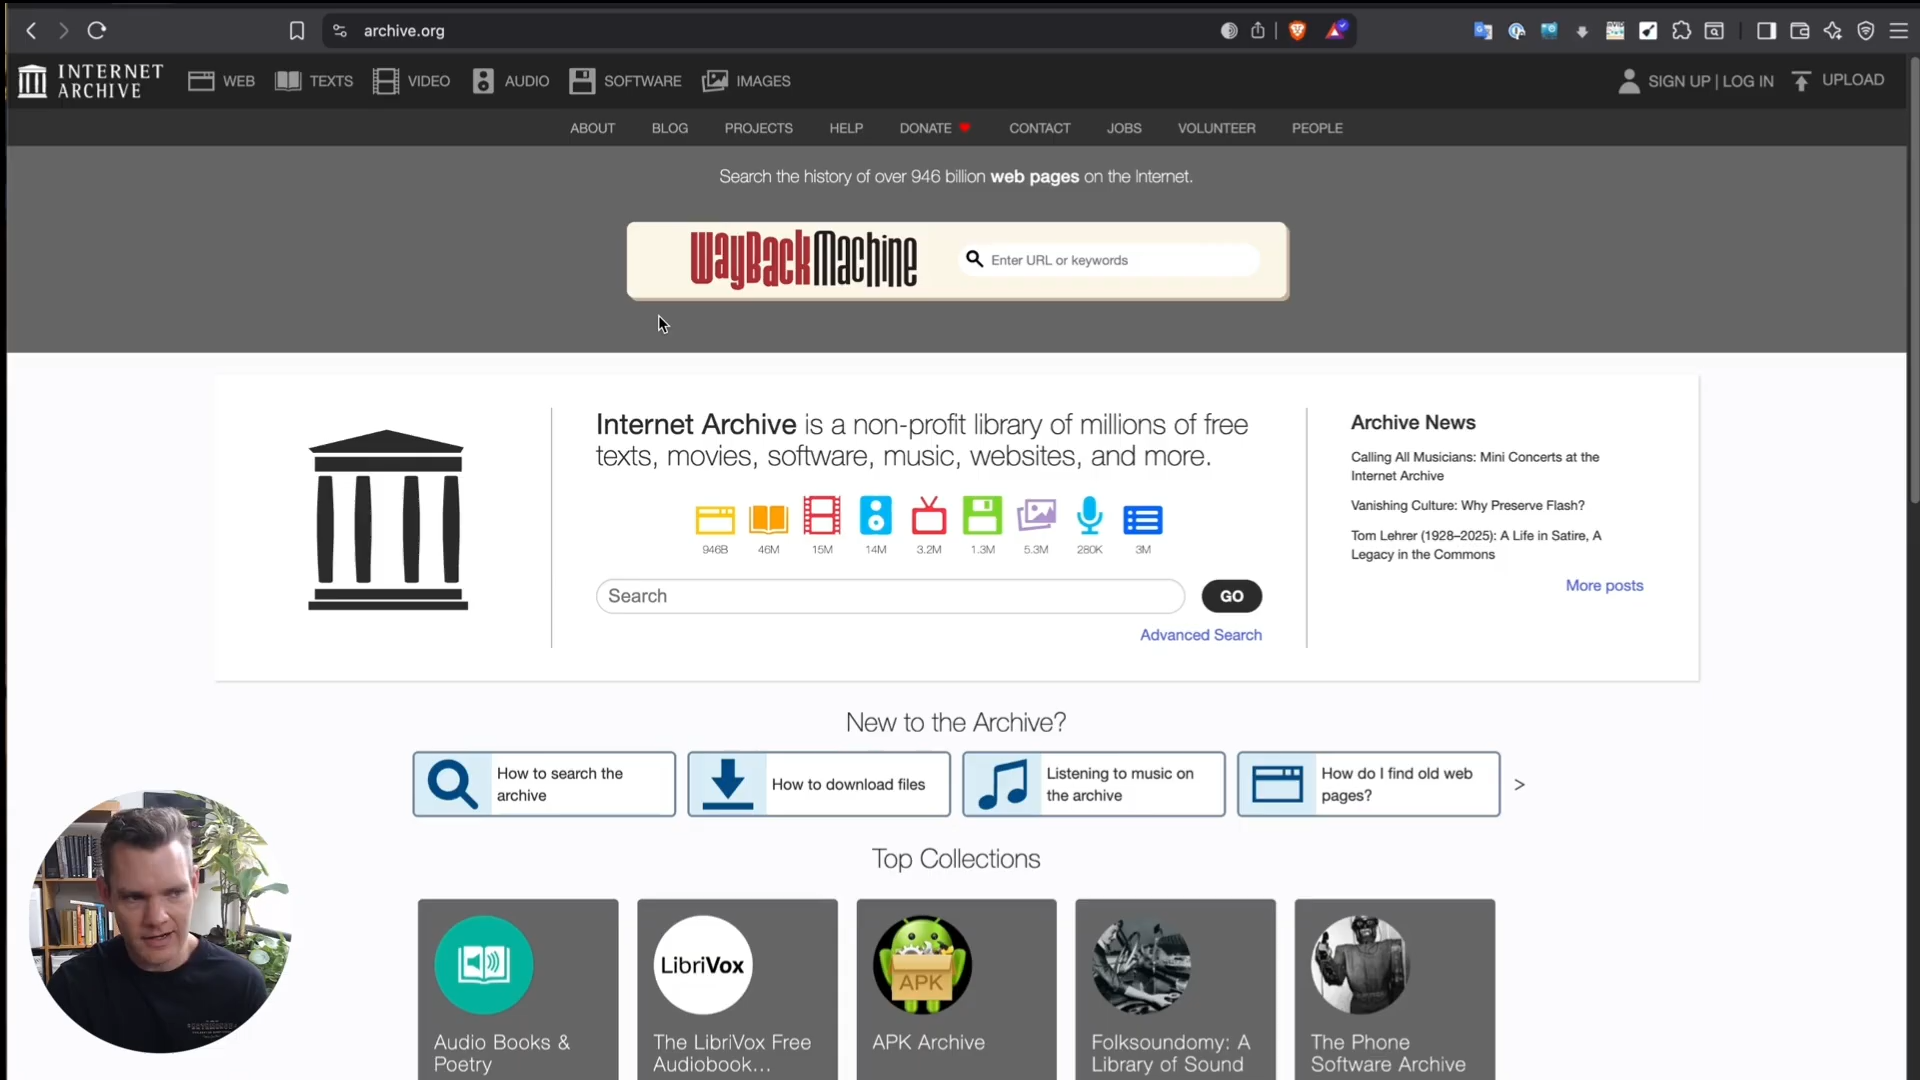 archive.org
INTERNET ARCHIVE
WEB
TEXTS
VIDEO
AUDIO
SOFTWARE
IMAGES
SIGN UP | LOG IN
UPLOAD
ABOUT
BLOG
PROJECTS
HELP
DONATE
CONTACT
JOBS
VOLUNTEER
PEOPLE
Search the history of over 946 billion web pages on the Internet.
WayBackMachine
Enter URL or keywords
Internet Archive is a non-profit library of millions of free
texts, movies, software, music, websites, and more.
946B
46M
15M
14M
3.2M
1.3M
5.3M
280K
3M
Search
GO
Advanced Search
Archive News
Calling All Musicians: Mini Concerts at the
Internet Archive
Vanishing Culture: Why Preserve Flash?
Tom Lehrer (1928–2025): A Life in Satire, A
Legacy in the Commons
More posts
New to the Archive?
How to search the
archive
How to download files
Listening to music on
the archive
How do I find old web
pages?
>
Top Collections
Audio Books &
Poetry
LibriVox
The LibriVox Free
Audiobook...
APK
APK Archive
Folksoundomy: A
Library of Sound
The Phone
Software Archive